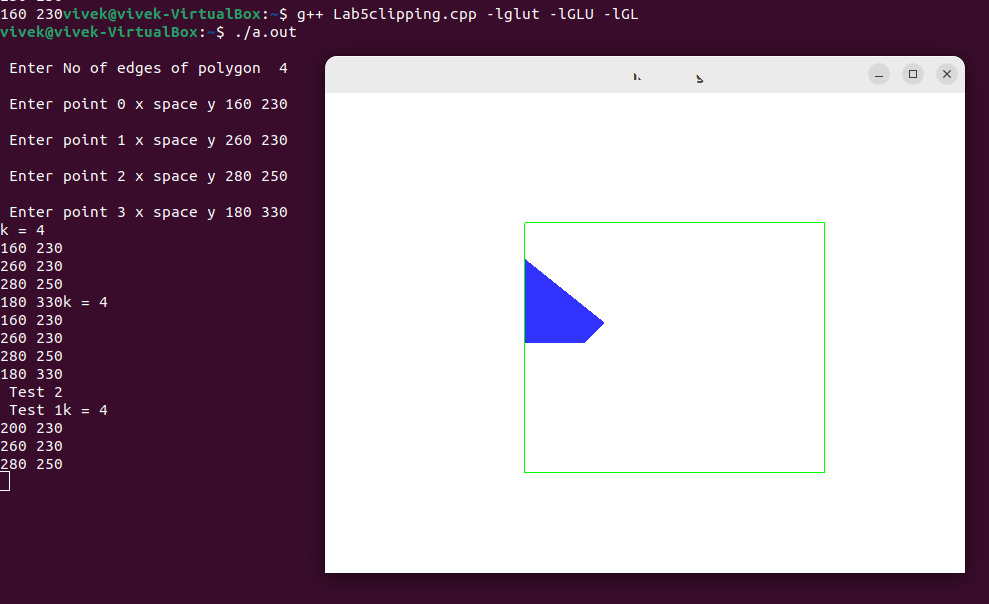 160 230vivek@vivek-VirtualBox:~$ g++ Lab5clipping.cpp -lglut -lGLU -lGL
vivek@vivek-VirtualBox:~$ ./a.out
Enter No of edges of polygon  4
Enter point 0 x space y 160 230
Enter point 1 x space y 260 230
Enter point 2 x space y 280 250
Enter point 3 x space y 180 330
k = 4
160 230
260 230
280 250
180 330k = 4
160 230
260 230
280 250
180 330
Test 2
Test 1k = 4
200 230
260 230
280 250